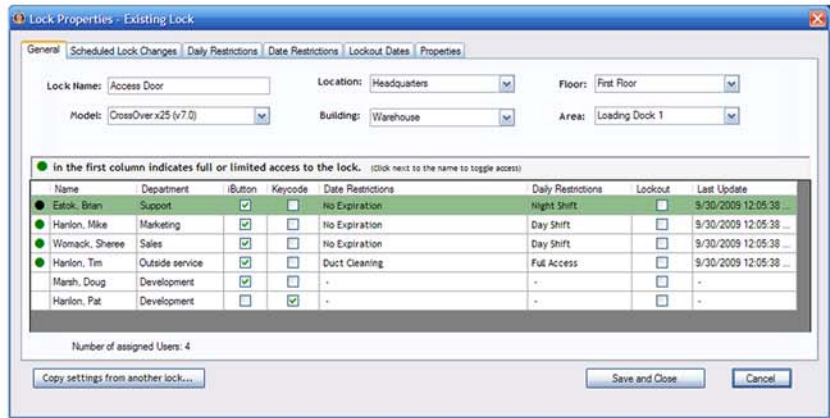 Lock Properties - Existing Lock
General Scheduled Lock Changes Daily Restrictions Date Restrictions Lockout Dates Properties
Lock Name: Access Door Location: Headquarters Floor: First Floor
Model: CrossOver x25 (v7.0) Building: Warehouse Area: Loading Dock 1
in the first column indicates full or limited access to the lock. (Click next to the name to toggle access)
Name Department iButton Keycode Date Restrictions Daily Restrictions Lockout Last Update
Estok, Brian Support No Expiration Night Shift 9/30/2009 12:05:38 ...
Hanlon, Mike Marketing No Expiration Day Shift 9/30/2009 12:05:38 ...
Womack, Sheree Sales No Expiration Day Shift 9/30/2009 12:05:38 ...
Hanlon, Tim Outside service Duct Cleaning Full Access 9/30/2009 12:05:38 ...
Marsh, Doug Development - - -
Hanlon, Pat Development - - -
Number of assigned Users: 4
Copy settings from another lock... Save and Close Cancel